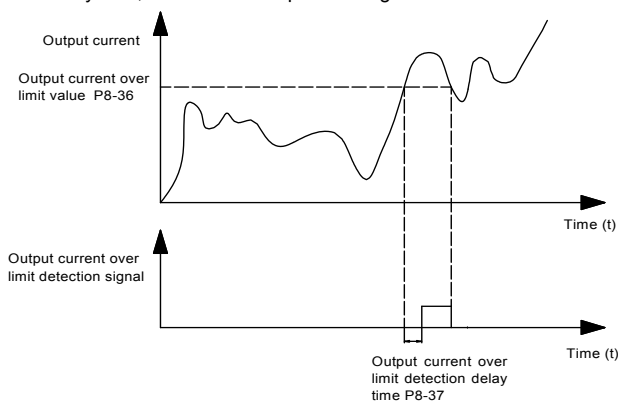 Output current
Output current over
limit value P8-36
Time (t)
Output current over
limit detection signal
Time (t)
Output current over
limit detection delay
time P8-37